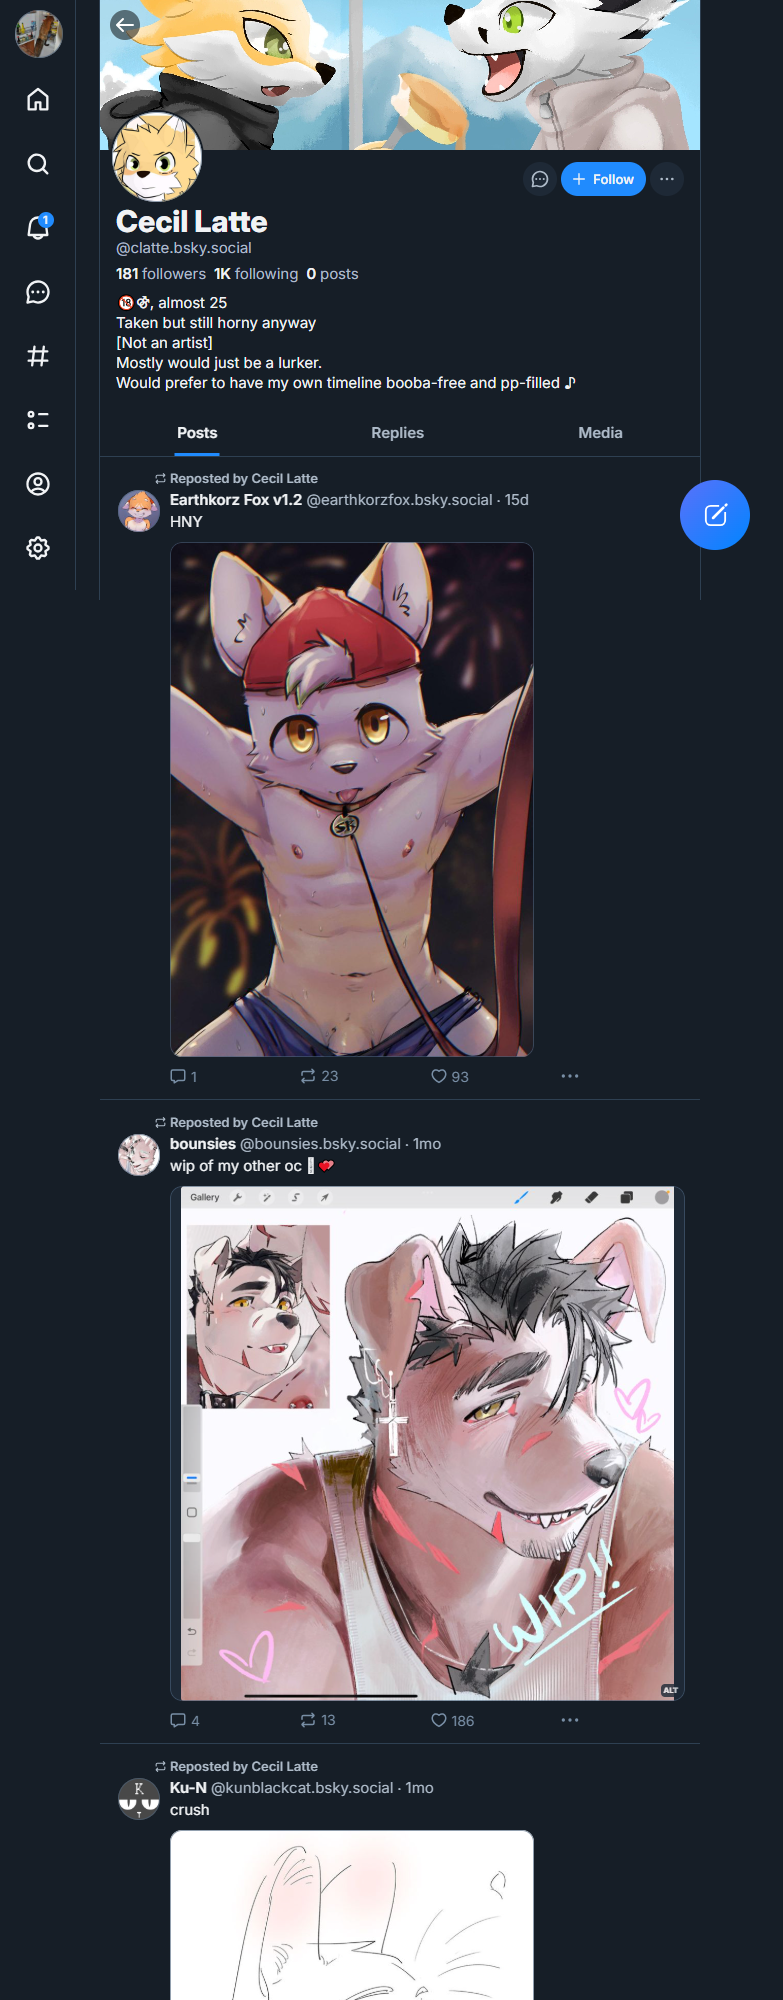 1
Follow
Cecil Latte
@clatte.bsky.social
181 followers 1K following 0 posts
🔞⚣, almost 25
Taken but still horny anyway
[Not an artist]
Mostly would just be a lurker.
Would prefer to have my own timeline booba-free and pp-filled ♪
Posts Replies Media
Reposted by Cecil Latte
Earthkorz Fox v1.2 @earthkorzfox.bsky.social · 15d
HNY
SK
1 23 93
Reposted by Cecil Latte
bounsies @bounsies.bsky.social · 1mo
wip of my other oc
Gallery
WIP!!
ALT
4 13 186
Reposted by Cecil Latte
K
Ku-N @kunblackcat.bsky.social · 1mo
crush